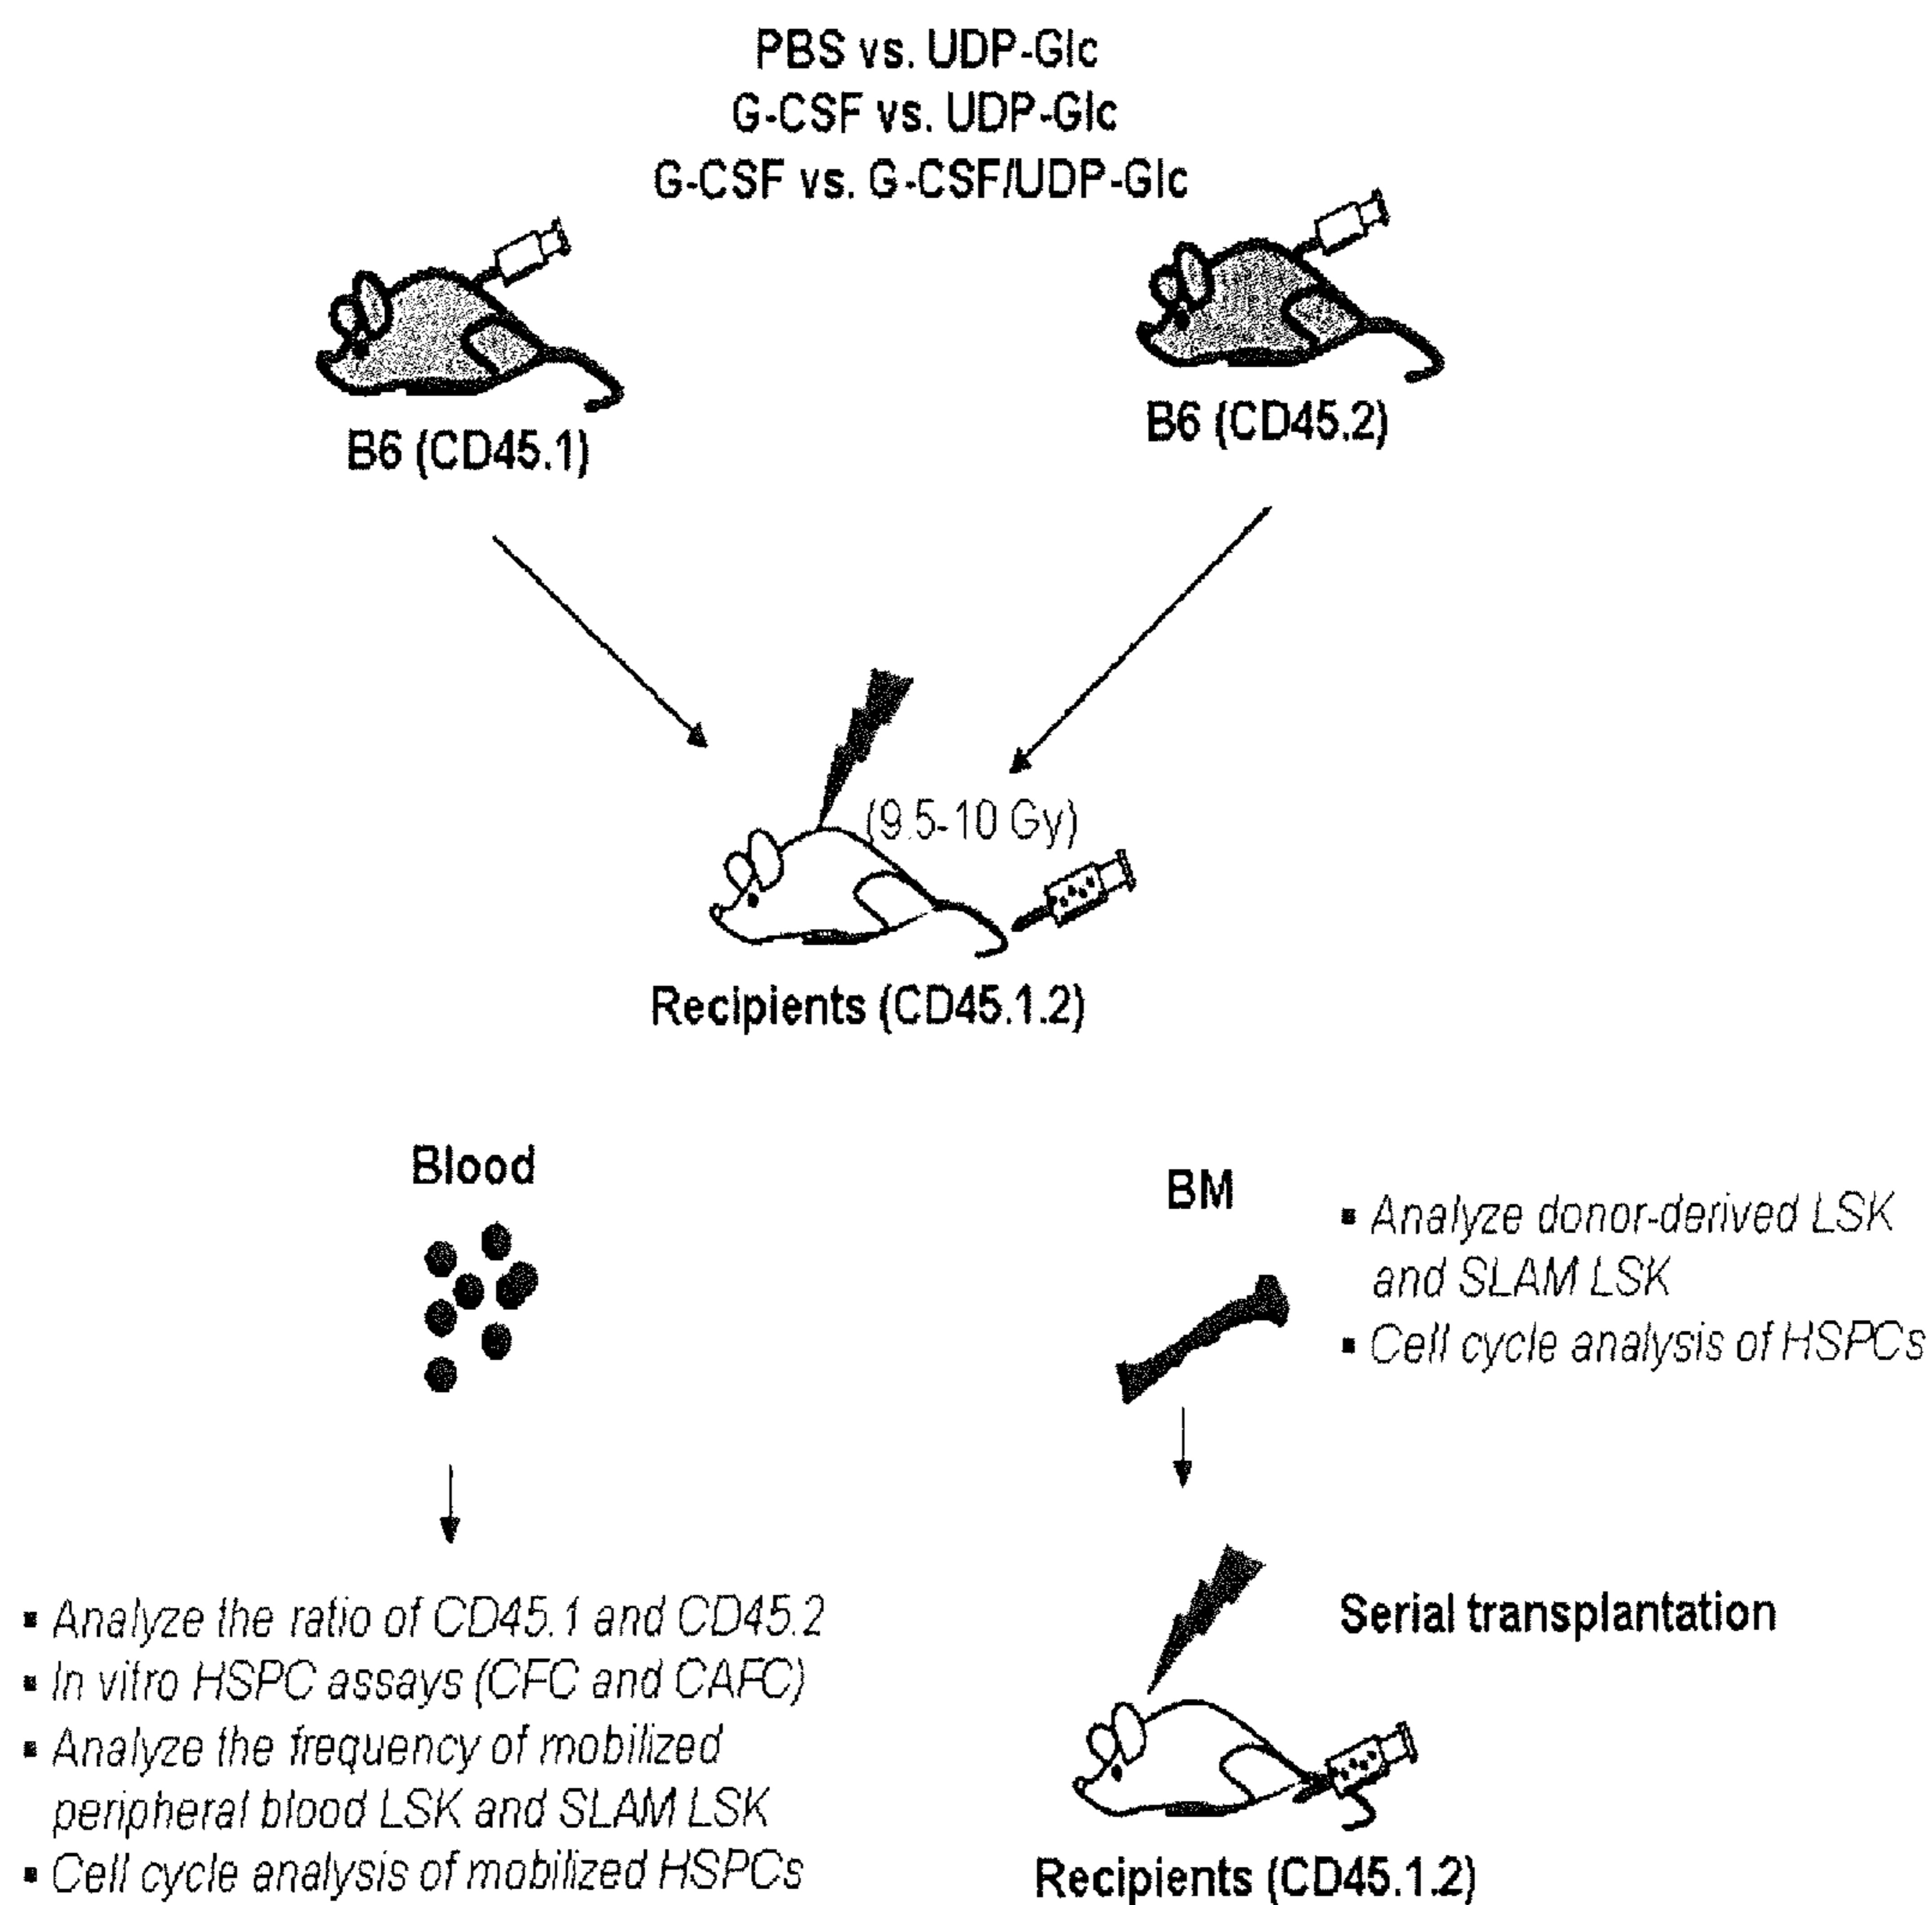 PBS vs. UDP-Glc
G-CSF vs. UDP-Glc
G-CSF vs. G-CSF/UDP-Glc
B6 (CD45.1)
B6 (CD45.2)
(9.5-10 Gy)
Recipients (CD45.1.2)
Blood
▪ Analyze the ratio of CD45.1 and CD45.2
▪ In vitro HSPC assays (CFC and CAFC)
▪ Analyze the frequency of mobilized
peripheral blood LSK and SLAM LSK
▪ Cell cycle analysis of mobilized HSPCs
BM
▪ Analyze donor-derived LSK
and SLAM LSK
▪ Cell cycle analysis of HSPCs
Serial transplantation
Recipients (CD45.1.2)